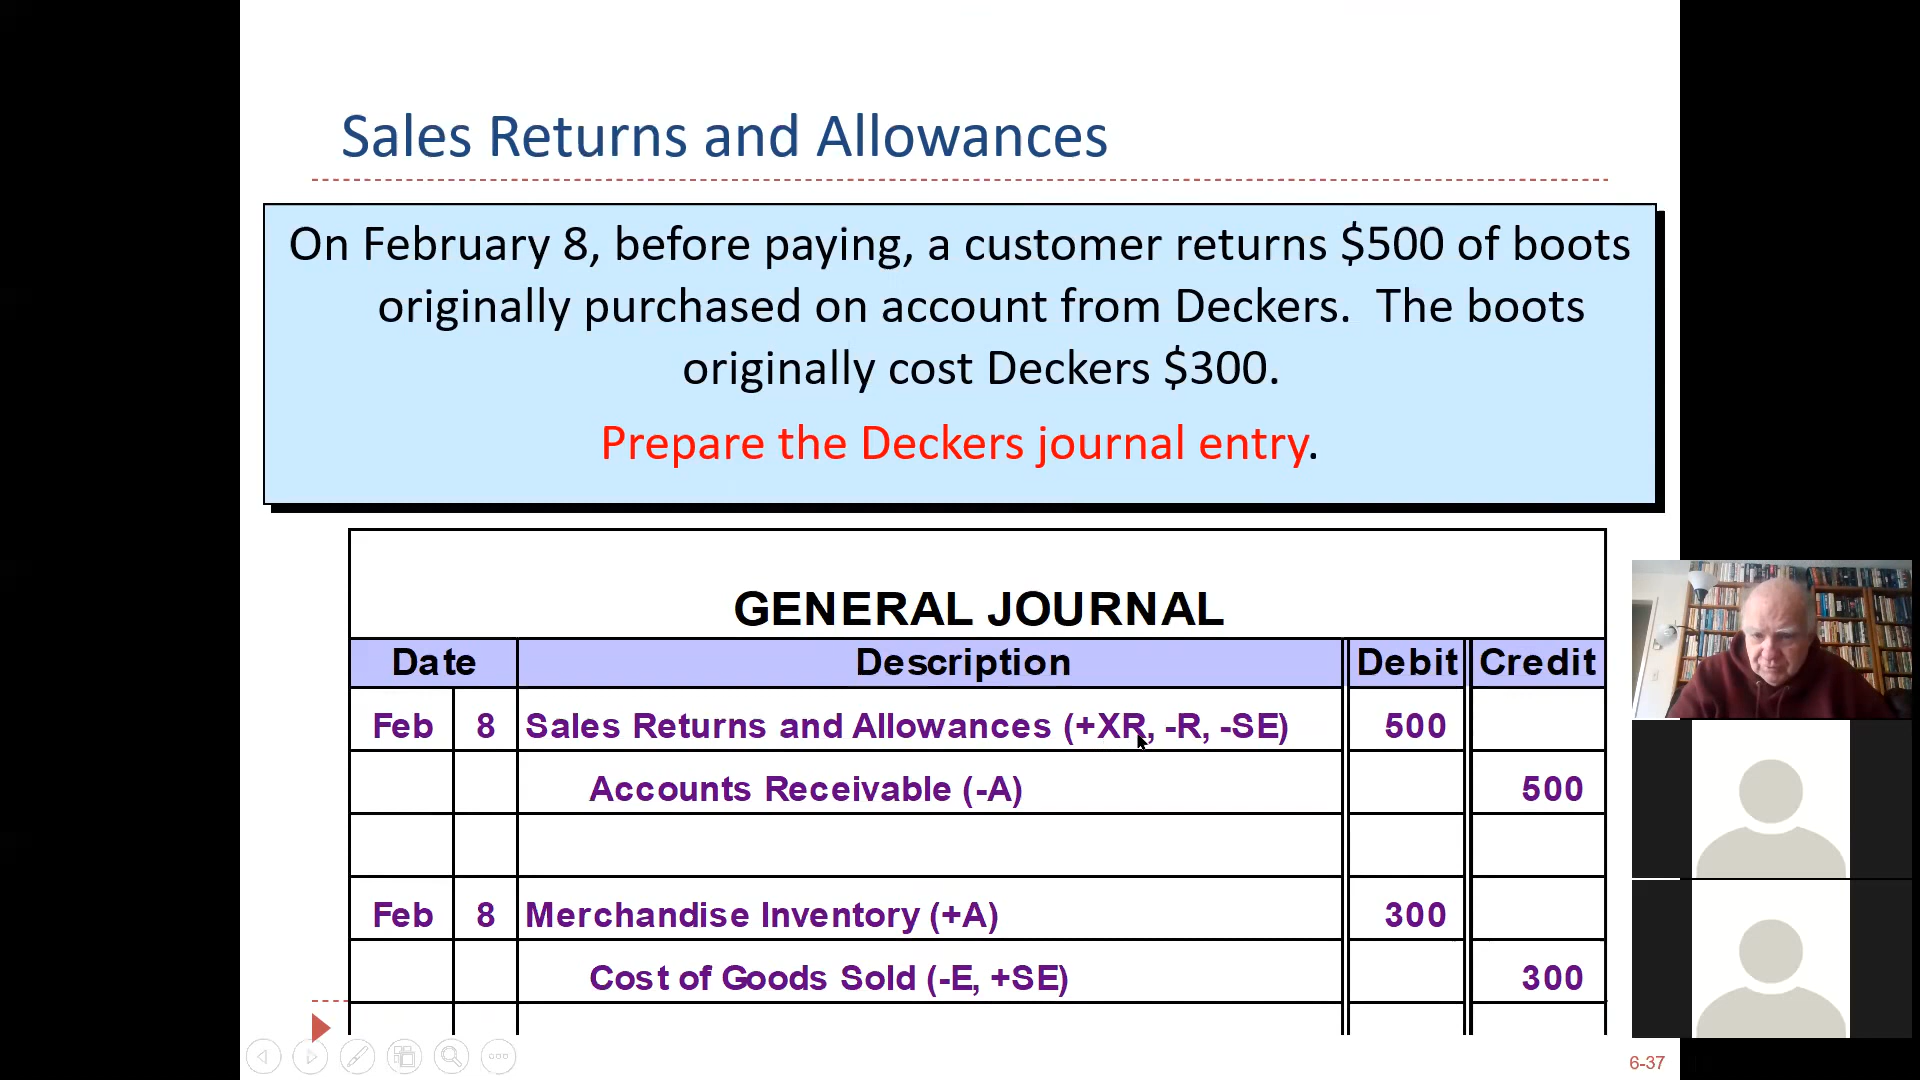 Sales Returns and Allowances
On February 8, before paying, a customer returns $500 of boots
originally purchased on account from Deckers. The boots
originally cost Deckers $300.
Prepare the Deckers journal entry.
GENERAL JOURNAL
Date Description Debit Credit
Feb 8 Sales Returns and Allowances (+XR, -R, -SE) 500
Accounts Receivable (-A) 500
Feb 8 Merchandise Inventory (+A) 300
Cost of Goods Sold (-E, +SE) 300
6-37